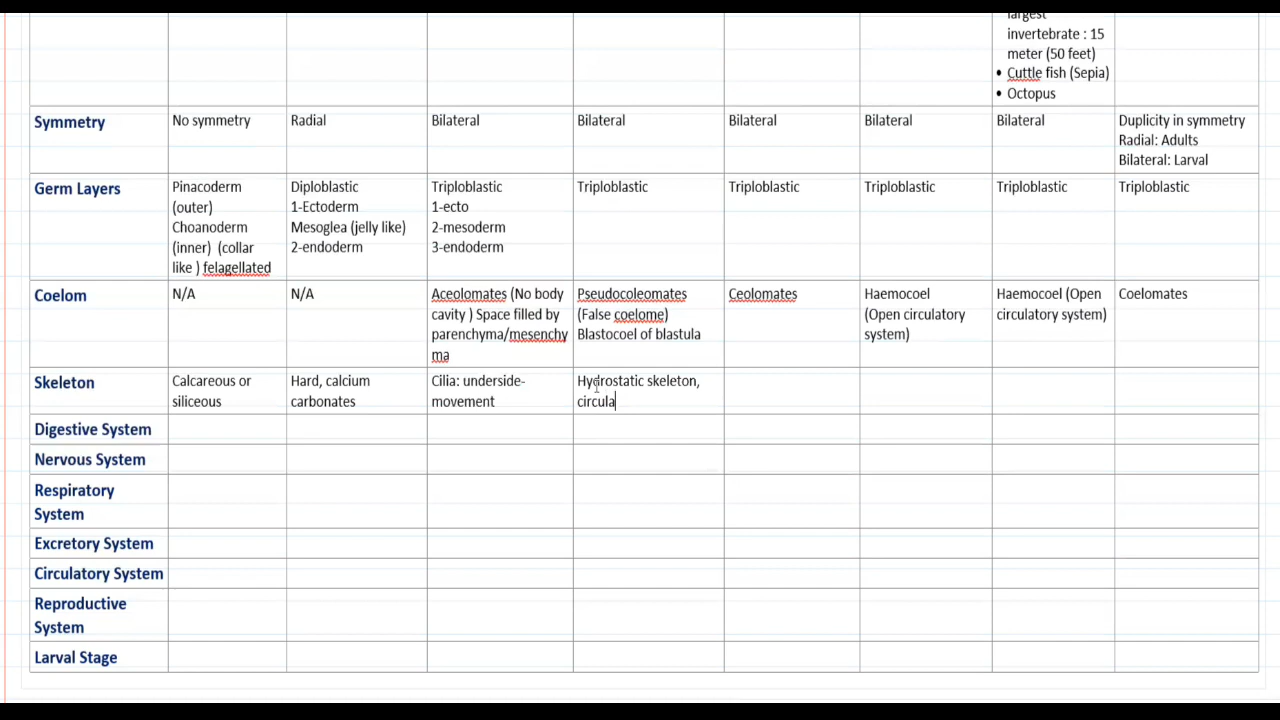 largest
invertebrate : 15
meter (50 feet)
• Cuttle fish (Sepia)
• Octopus
Symmetry
No symmetry
Radial
Bilateral
Bilateral
Bilateral
Bilateral
Bilateral
Duplicity in symmetry
Radial: Adults
Bilateral: Larval
Germ Layers
Pinacoderm
(outer)
Choanoderm
(inner) (collar
like ) felagellated
Diploblastic
1-Ectoderm
Mesoglea (jelly like)
2-endoderm
Triploblastic
1-ecto
2-mesoderm
3-endoderm
Triploblastic
Triploblastic
Triploblastic
Triploblastic
Triploblastic
Coelom
N/A
N/A
Aceolomates (No body
cavity ) Space filled by
parenchyma/mesenchy
ma
Pseudocoleomates
(False coelome)
Blastocoel of blastula
Ceolomates
Haemocoel
(Open circulatory
system)
Haemocoel (Open
circulatory system)
Coelomates
Skeleton
Calcareous or
siliceous
Hard, calcium
carbonates
Cilia: underside-
movement
Hydrostatic skeleton,
circula
Digestive System
Nervous System
Respiratory
System
Excretory System
Circulatory System
Reproductive
System
Larval Stage